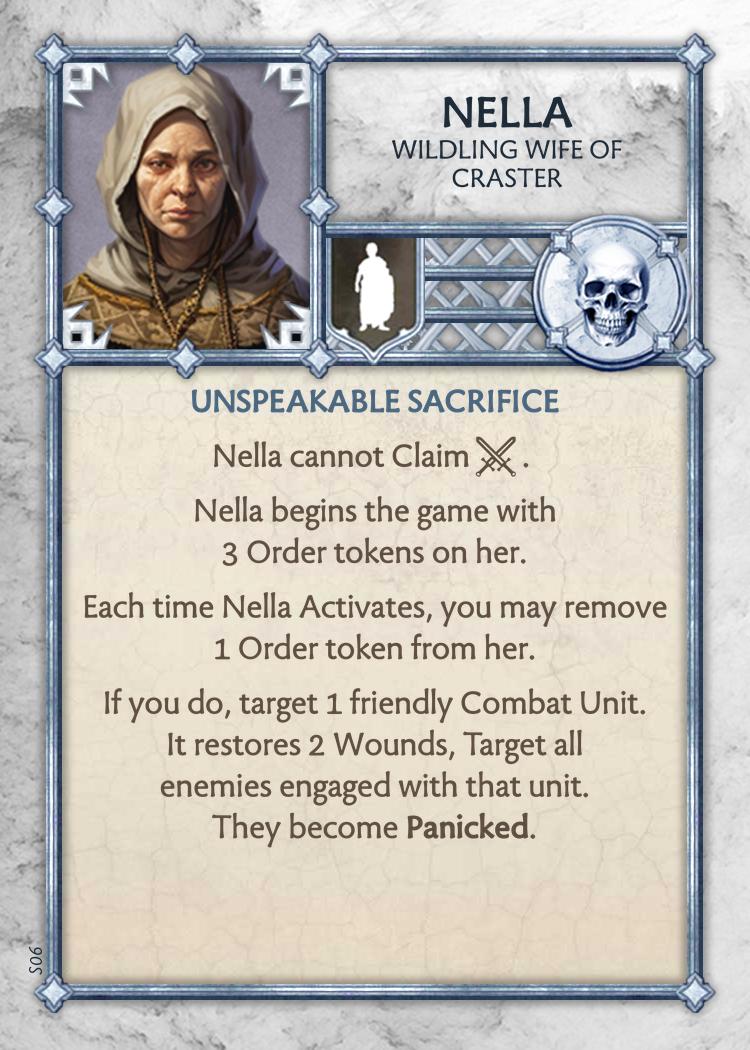 NELLA
WILDLING WIFE OF
CRASTER
UNSPEAKABLE SACRIFICE
Nella cannot Claim .
Nella begins the game with
3 Order tokens on her.
Each time Nella Activates, you may remove
1 Order token from her.
If you do, target 1 friendly Combat Unit.
It restores 2 Wounds, Target all
enemies engaged with that unit.
They become Panicked.
S06